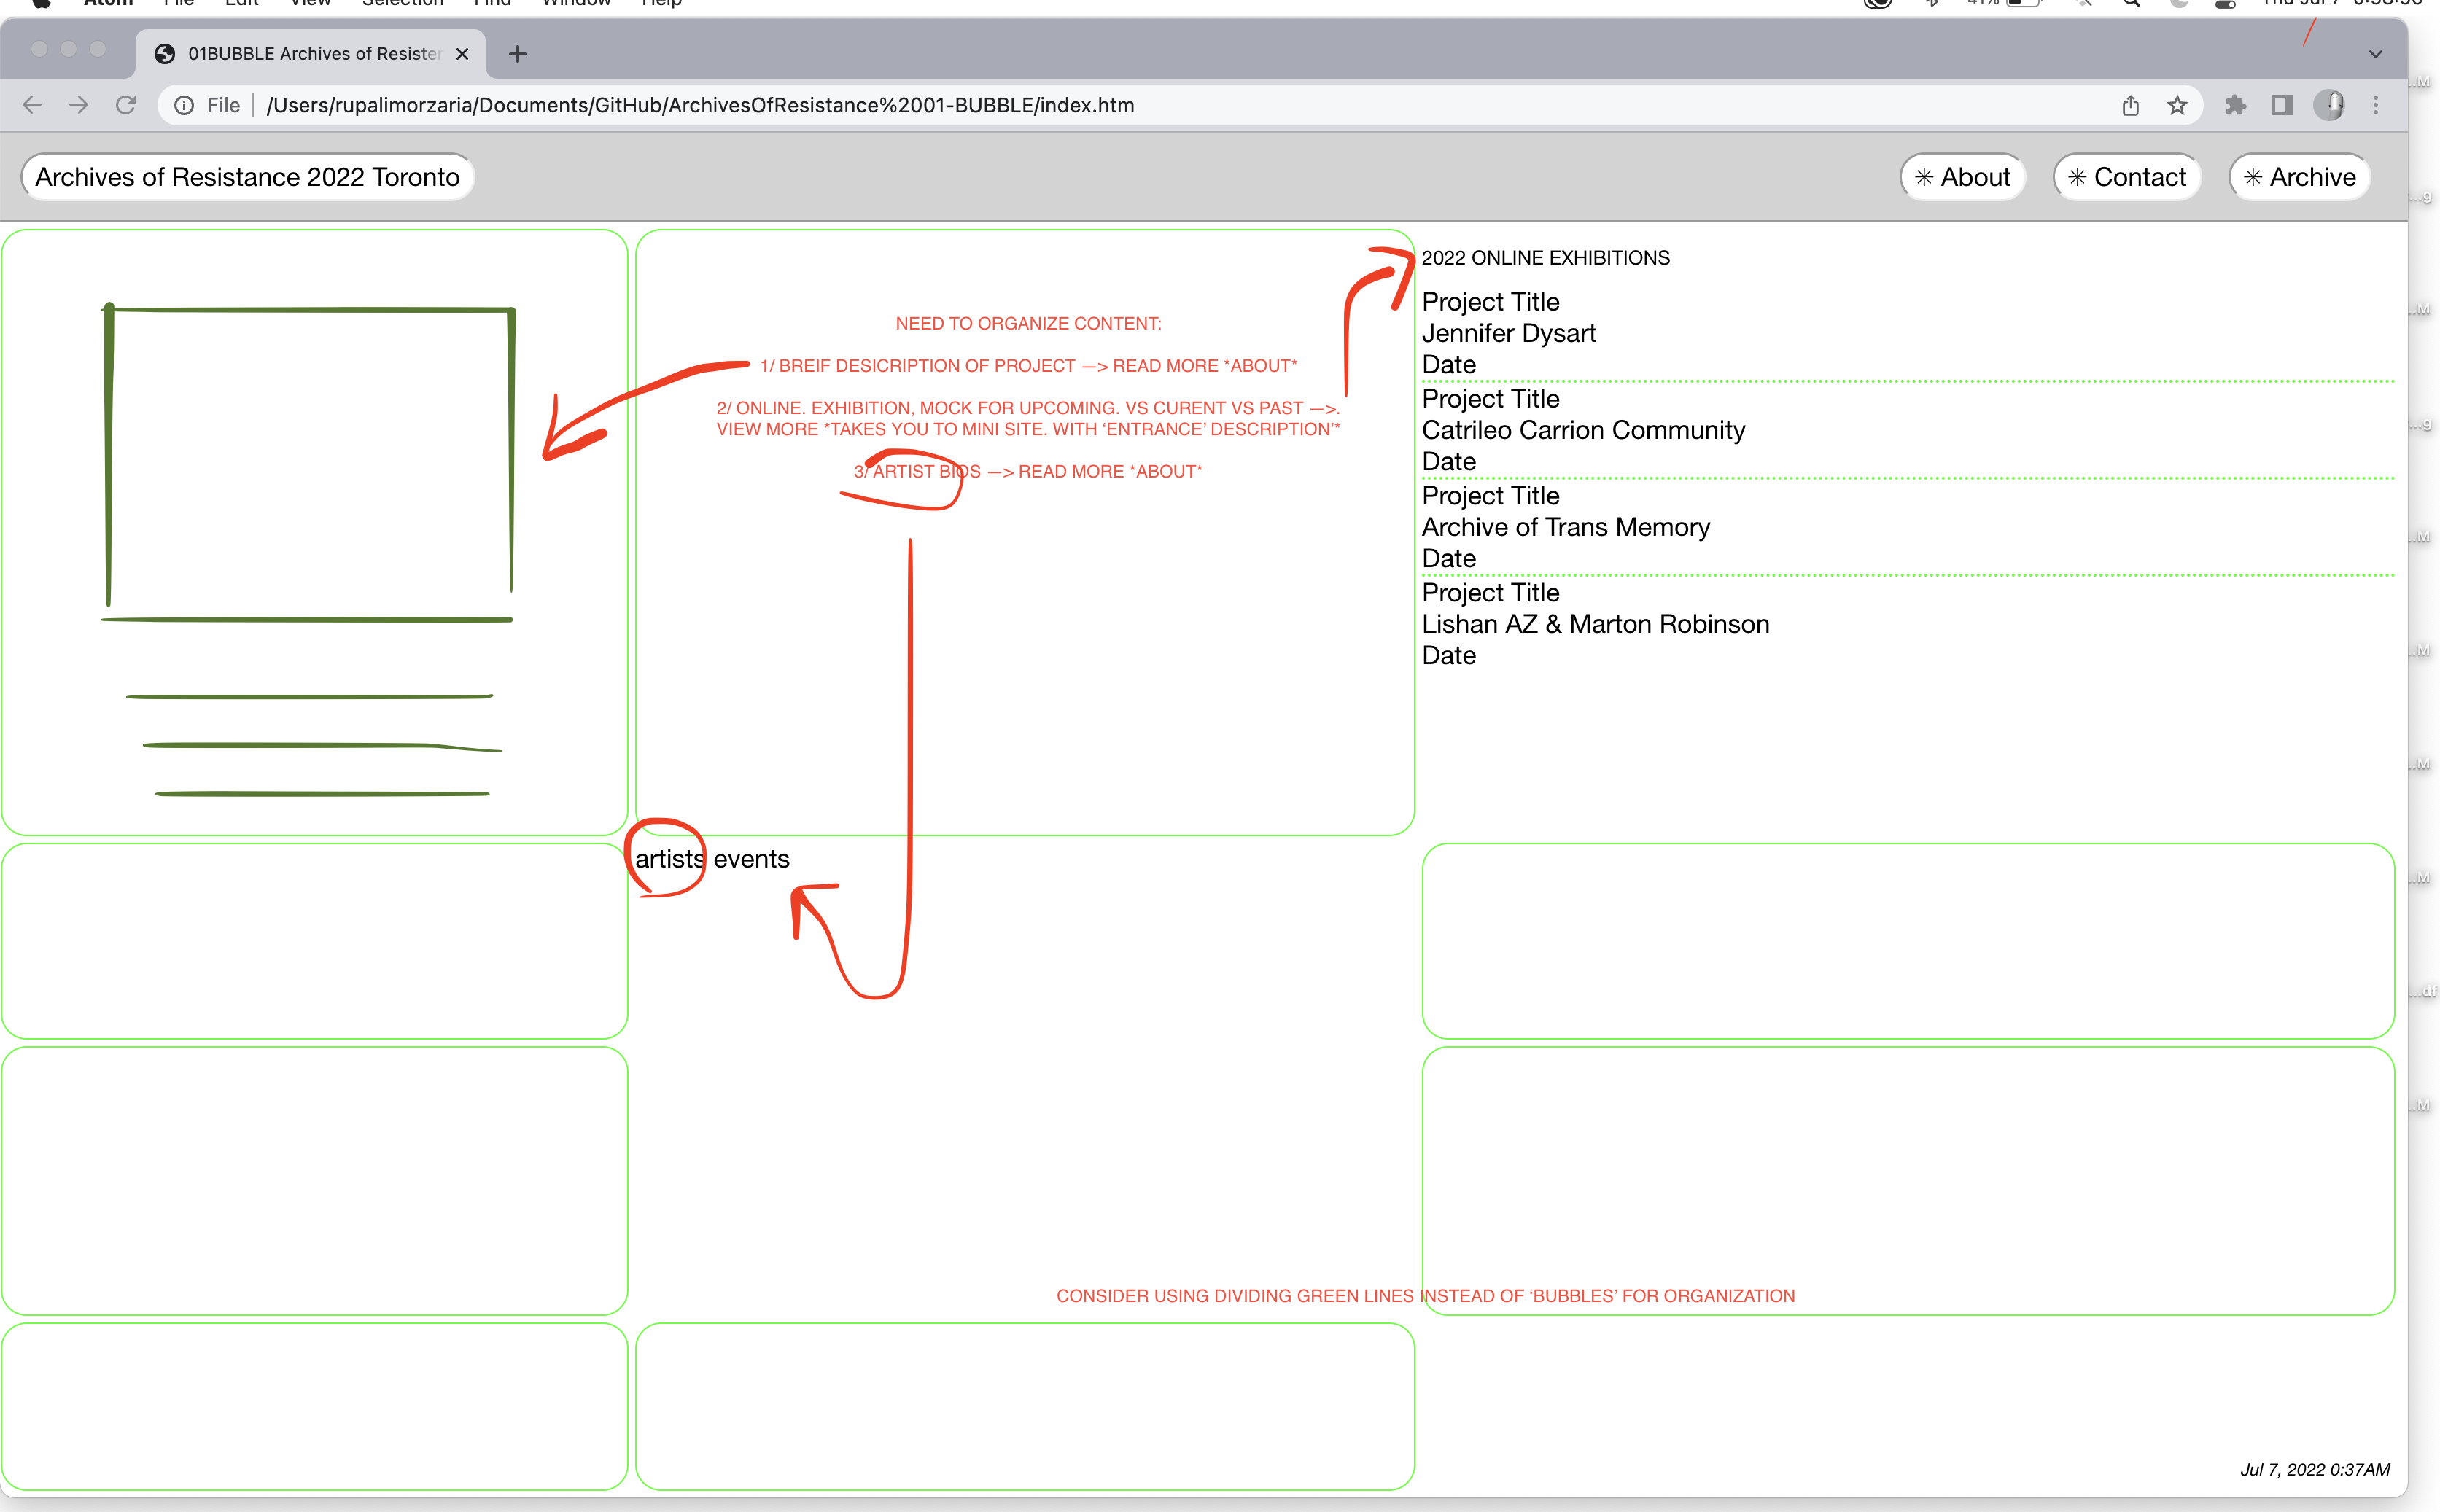 Atom File Edit View Selection Find Window Help
41% Thu Jul 7
01BUBBLE Archives of Resister
File /Users/rupalimorzaria/Documents/GitHub/ArchivesOfResistance%2001-BUBBLE/index.htm
Archives of Resistance 2022 Toronto
✳ About ✳ Contact ✳ Archive
NEED TO ORGANIZE CONTENT:
1/ BREIF DESICRIPTION OF PROJECT —> READ MORE *ABOUT*
2/ ONLINE. EXHIBITION, MOCK FOR UPCOMING. VS CURENT VS PAST —>.
VIEW MORE *TAKES YOU TO MINI SITE. WITH ‘ENTRANCE’ DESCRIPTION’*
3/ ARTIST BIOS —> READ MORE *ABOUT*
2022 ONLINE EXHIBITIONS
Project Title
Jennifer Dysart
Date
Project Title
Catrileo Carrion Community
Date
Project Title
Archive of Trans Memory
Date
Project Title
Lishan AZ & Marton Robinson
Date
artists events
CONSIDER USING DIVIDING GREEN LINES INSTEAD OF ‘BUBBLES’ FOR ORGANIZATION
Jul 7, 2022 0:37AM
...M
...g
...M
...g
...M
...M
...M
...M
...df
...M